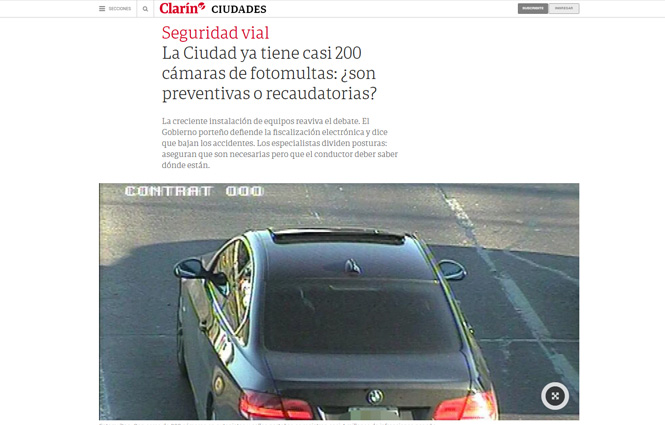 SECCIONES
Clarín CIUDADES
SUSCRIBITE
INGRESAR
Seguridad vial
La Ciudad ya tiene casi 200
cámaras de fotomultas: ¿son
preventivas o recaudatorias?
La creciente instalación de equipos reaviva el debate. El
Gobierno porteño defiende la fiscalización electrónica y dice
que bajan los accidentes. Los especialistas dividen posturas:
aseguran que son necesarias pero que el conductor deber saber
dónde están.
000